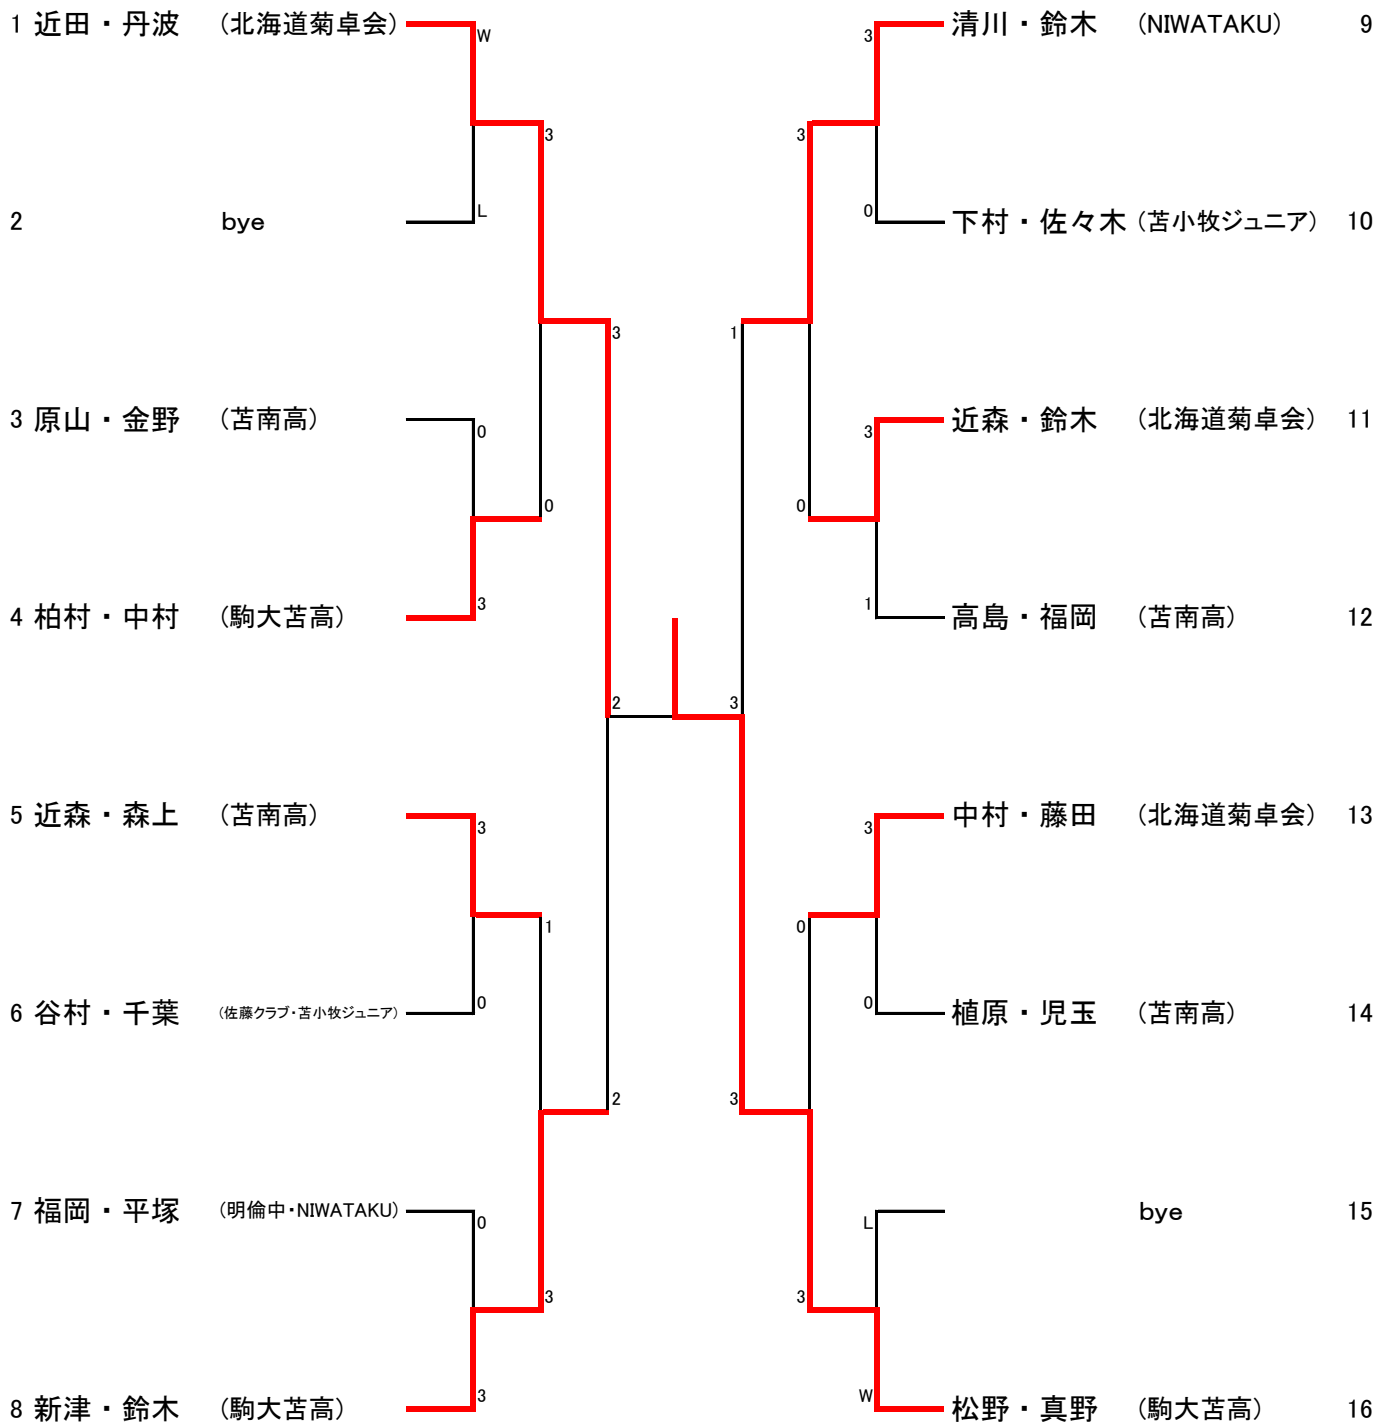 1 近田・丹波 (北海道菊卓会) W 3 清川・鈴木 (NIWATAKU) 9
3 3
2 bye L 0 下村・佐々木 (苫小牧ジュニア) 10
3 1
3 原山・金野 (苫南高) 0 3 近森・鈴木 (北海道菊卓会) 11
0 0
4 柏村・中村 (駒大苫高) 3 1 高島・福岡 (苫南高) 12
2 3
5 近森・森上 (苫南高) 3 3 中村・藤田 (北海道菊卓会) 13
1 0
6 谷村・千葉 (佐藤クラブ・苫小牧ジュニア) 0 0 植原・児玉 (苫南高) 14
2 3
7 福岡・平塚 (明倫中・NIWATAKU) 0 L bye 15
3 3
8 新津・鈴木 (駒大苫高) 3 W 松野・真野 (駒大苫高) 16